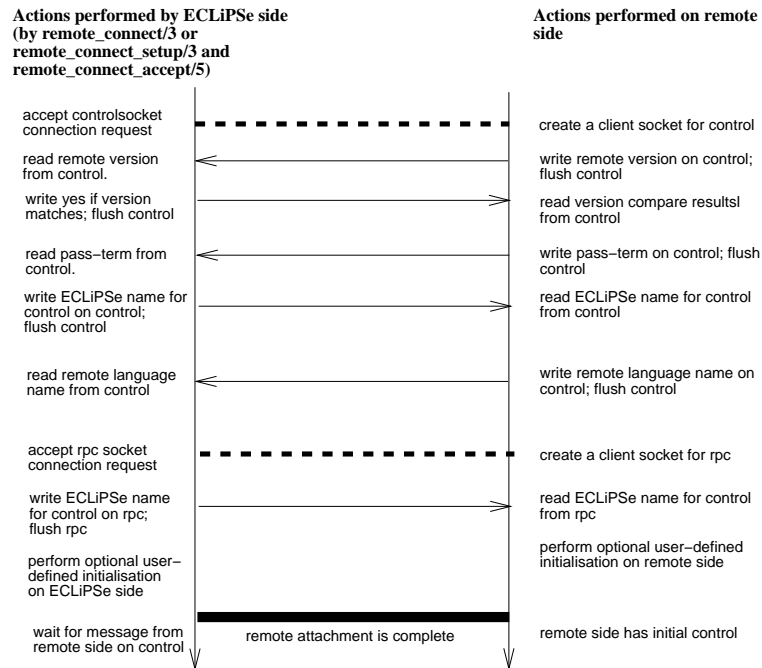 Actions performed by ECLiPSe side
(by remote_connect/3 or
remote_connect_setup/3 and
remote_connect_accept/5)
Actions performed on remote
side
accept controlsocket
connection request
create a client socket for control
read remote version
from control.
write remote version on control;
flush control
write yes if version
matches; flush control
read version compare resultsl
from control
read pass−term from
control.
write pass−term on control; flush
control
write ECLiPSe name for
control on control;
flush control
read ECLiPSe name for control
from control
read remote language
name from control
write remote language name on
control; flush control
accept rpc socket
connection request
create a client socket for rpc
write ECLiPSe name
for control on rpc;
flush rpc
read ECLiPSe name for control
from rpc
perform optional user−
defined initialisation
on ECLiPSe side
perform optional user−defined
initialisation on remote side
wait for message from
remote side on control
remote attachment is complete
remote side has initial control